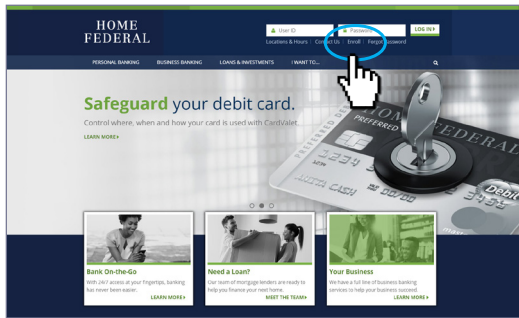 HOME
FEDERAL
User ID
Password
LOG IN
Locations & Hours | Contact Us | Enroll | Forgot Password
PERSONAL BANKING
BUSINESS BANKING
LOANS & INVESTMENTS
I WANT TO...
Safeguard your debit card.
Control where, when and how your card is used with CardValet.
LEARN MORE
PREFERRED
HOME FEDERAL
Debit
Bank On-the-Go
With 24/7 access at your fingertips, banking
has never been easier.
LEARN MORE
Need a Loan?
Our team of mortgage lenders are ready to
help you finance your next home.
MEET THE TEAM
Your Business
We have a full line of business banking
services to help your business succeed.
LEARN MORE